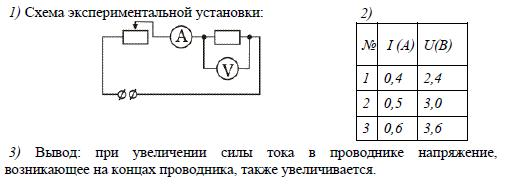 1) Схема экспериментальной установки:
2)
A
V
№ I (А) U(В)
1 0,4 2,4
2 0,5 3,0
3 0,6 3,6
3) Вывод: при увеличении силы тока в проводнике напряжение,
возникающее на концах проводника, также увеличивается.